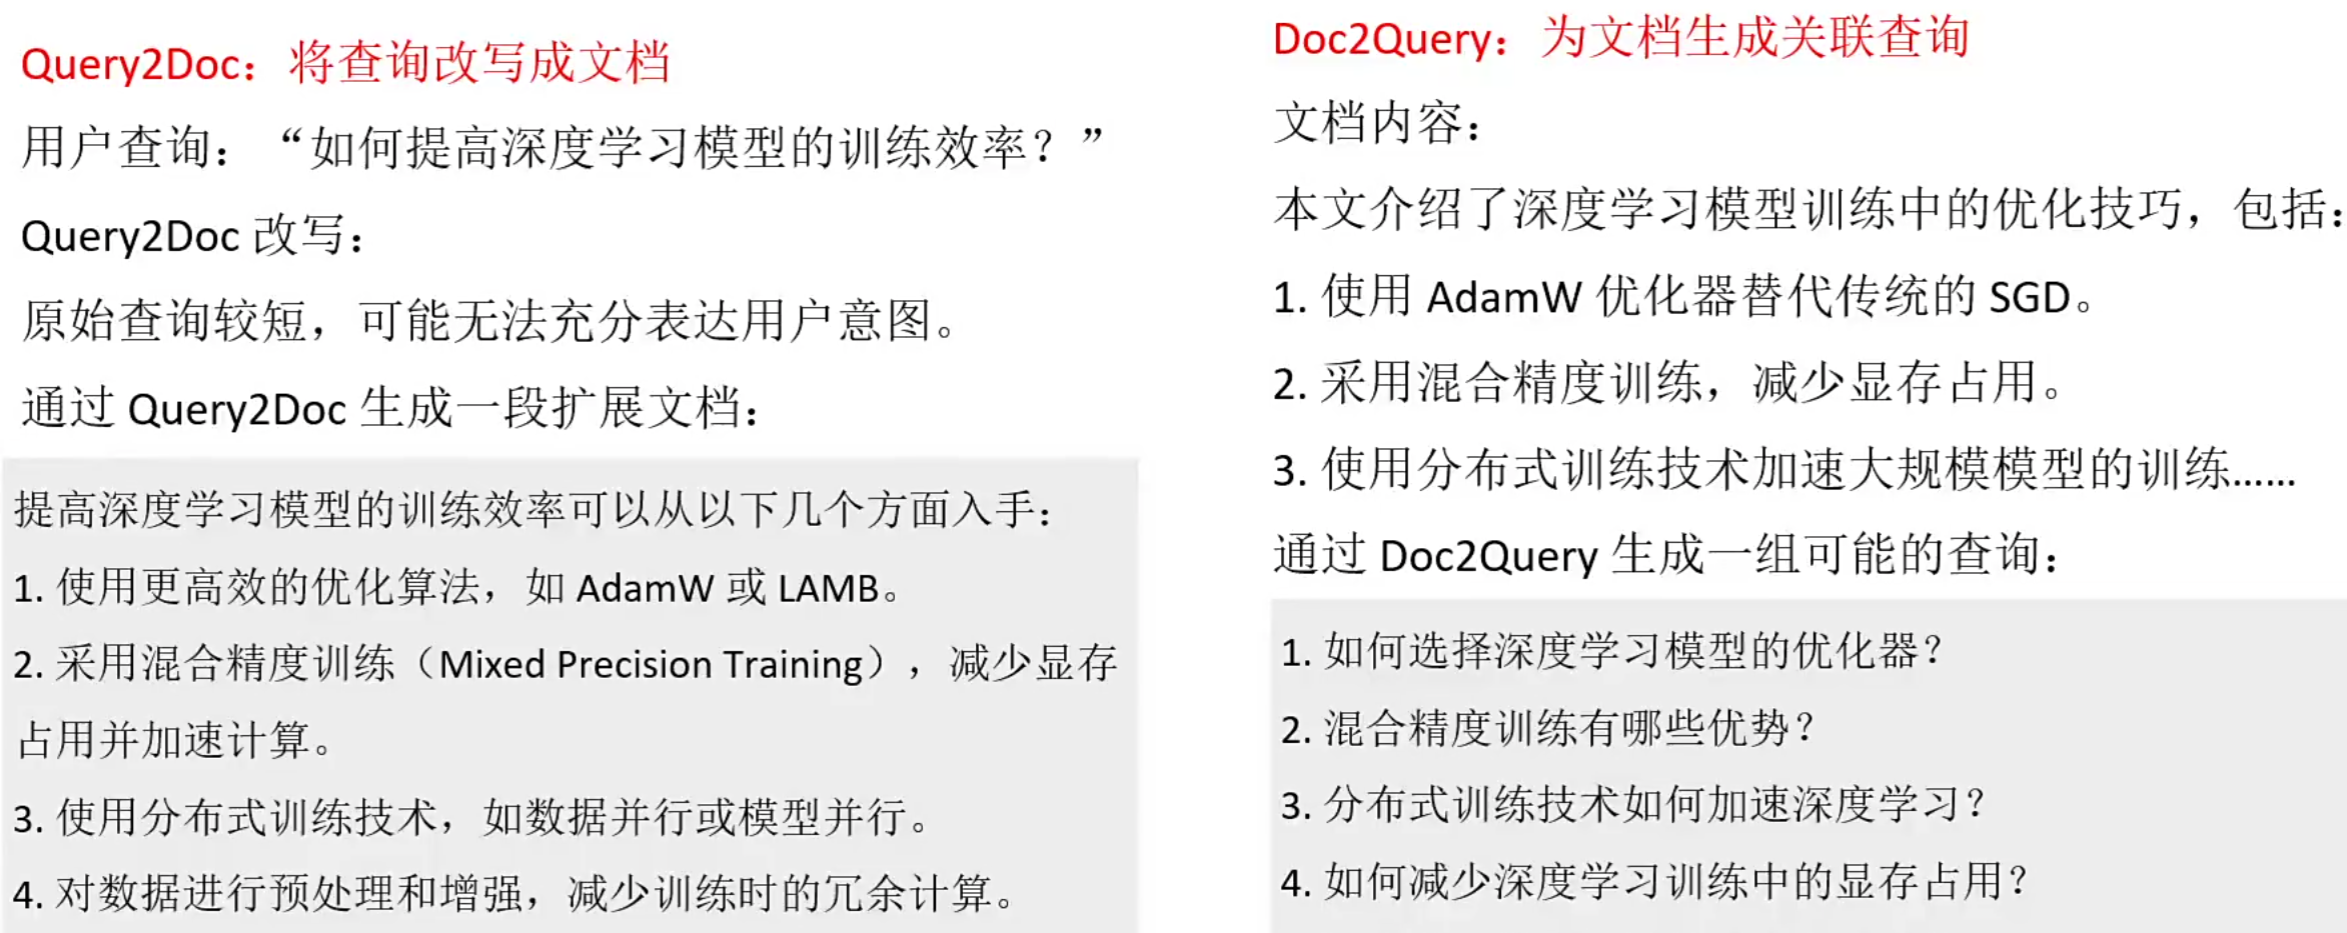 Query2Doc：将查询改写成文档
用户查询：“如何提高深度学习模型的训练效率？”
Query2Doc 改写：
原始查询较短，可能无法充分表达用户意图。
通过 Query2Doc 生成一段扩展文档：
提高深度学习模型的训练效率可以从以下几个方面入手：
1. 使用更高效的优化算法，如 AdamW 或 LAMB。
2. 采用混合精度训练（Mixed Precision Training），减少显存
占用并加速计算。
3. 使用分布式训练技术，如数据并行或模型并行。
4. 对数据进行预处理和增强，减少训练时的冗余计算。
Doc2Query：为文档生成关联查询
文档内容：
本文介绍了深度学习模型训练中的优化技巧，包括：
1. 使用 AdamW 优化器替代传统的 SGD。
2. 采用混合精度训练，减少显存占用。
3. 使用分布式训练技术加速大规模模型的训练......
通过 Doc2Query 生成一组可能的查询：
1. 如何选择深度学习模型的优化器？
2. 混合精度训练有哪些优势？
3. 分布式训练技术如何加速深度学习？
4. 如何减少深度学习训练中的显存占用？